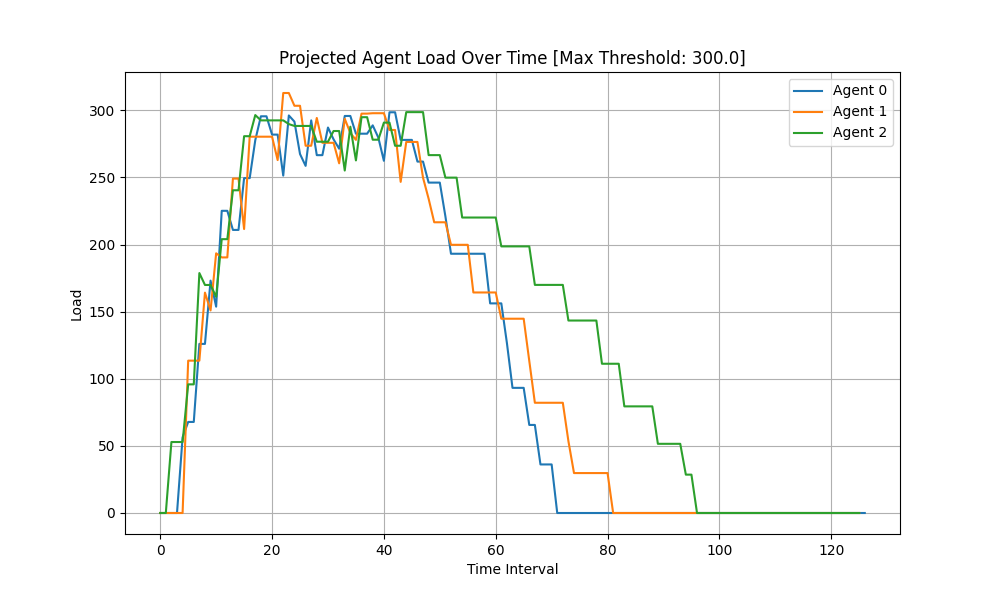 Projected Agent Load Over Time [Max Threshold: 300.0]
Agent 0
Agent 1
Agent 2
300
250
200
150
100
50
0
Load
0 20 40 60 80 100 120
Time Interval